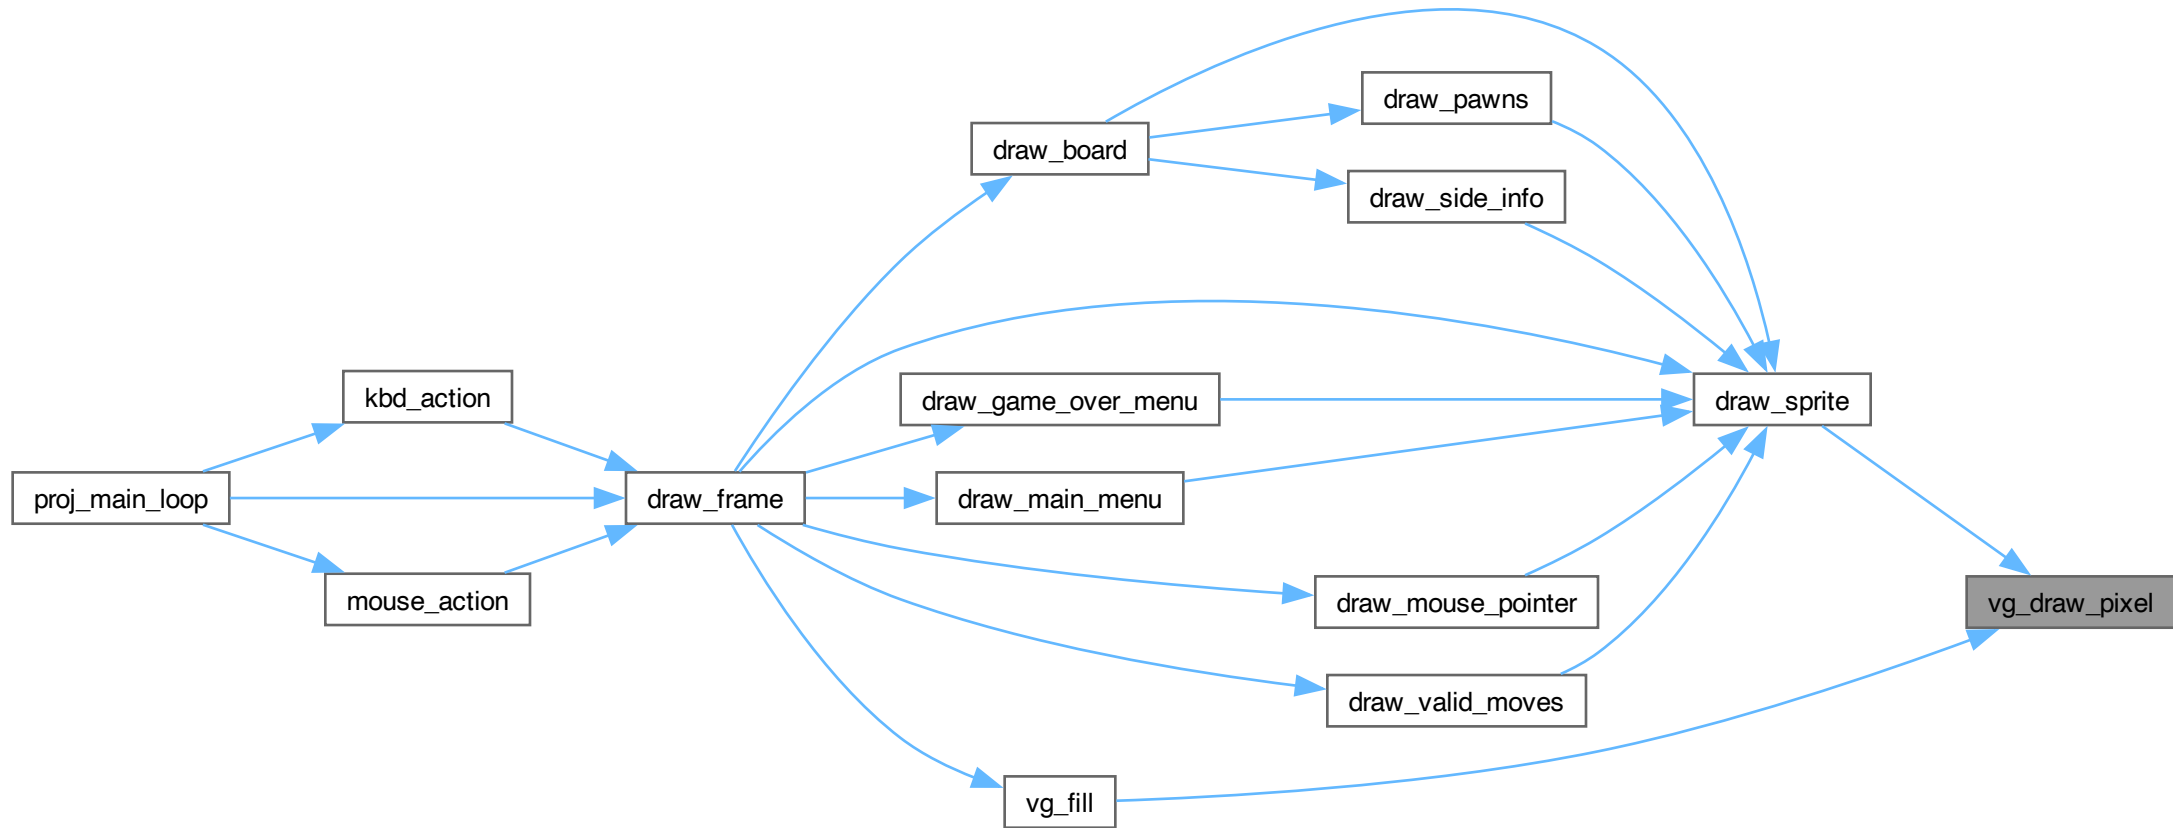 draw_pawns
draw_board
draw_side_info
kbd_action
draw_game_over_menu
draw_sprite
proj_main_loop
draw_frame
draw_main_menu
mouse_action
draw_mouse_pointer
vg_draw_pixel
draw_valid_moves
vg_fill